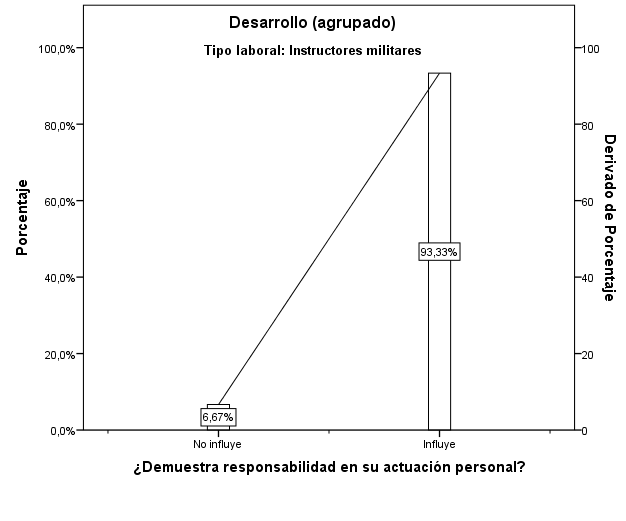 Desarrollo (agrupado)
Tipo laboral: Instructores militares
Porcentaje
100,0%
80,0%
60,0%
40,0%
20,0%
0,0%
6,67%
93,33%
100
80
60
40
20
0
Derivado de Porcentaje
No influye
Influye
¿Demuestra responsabilidad en su actuación personal?